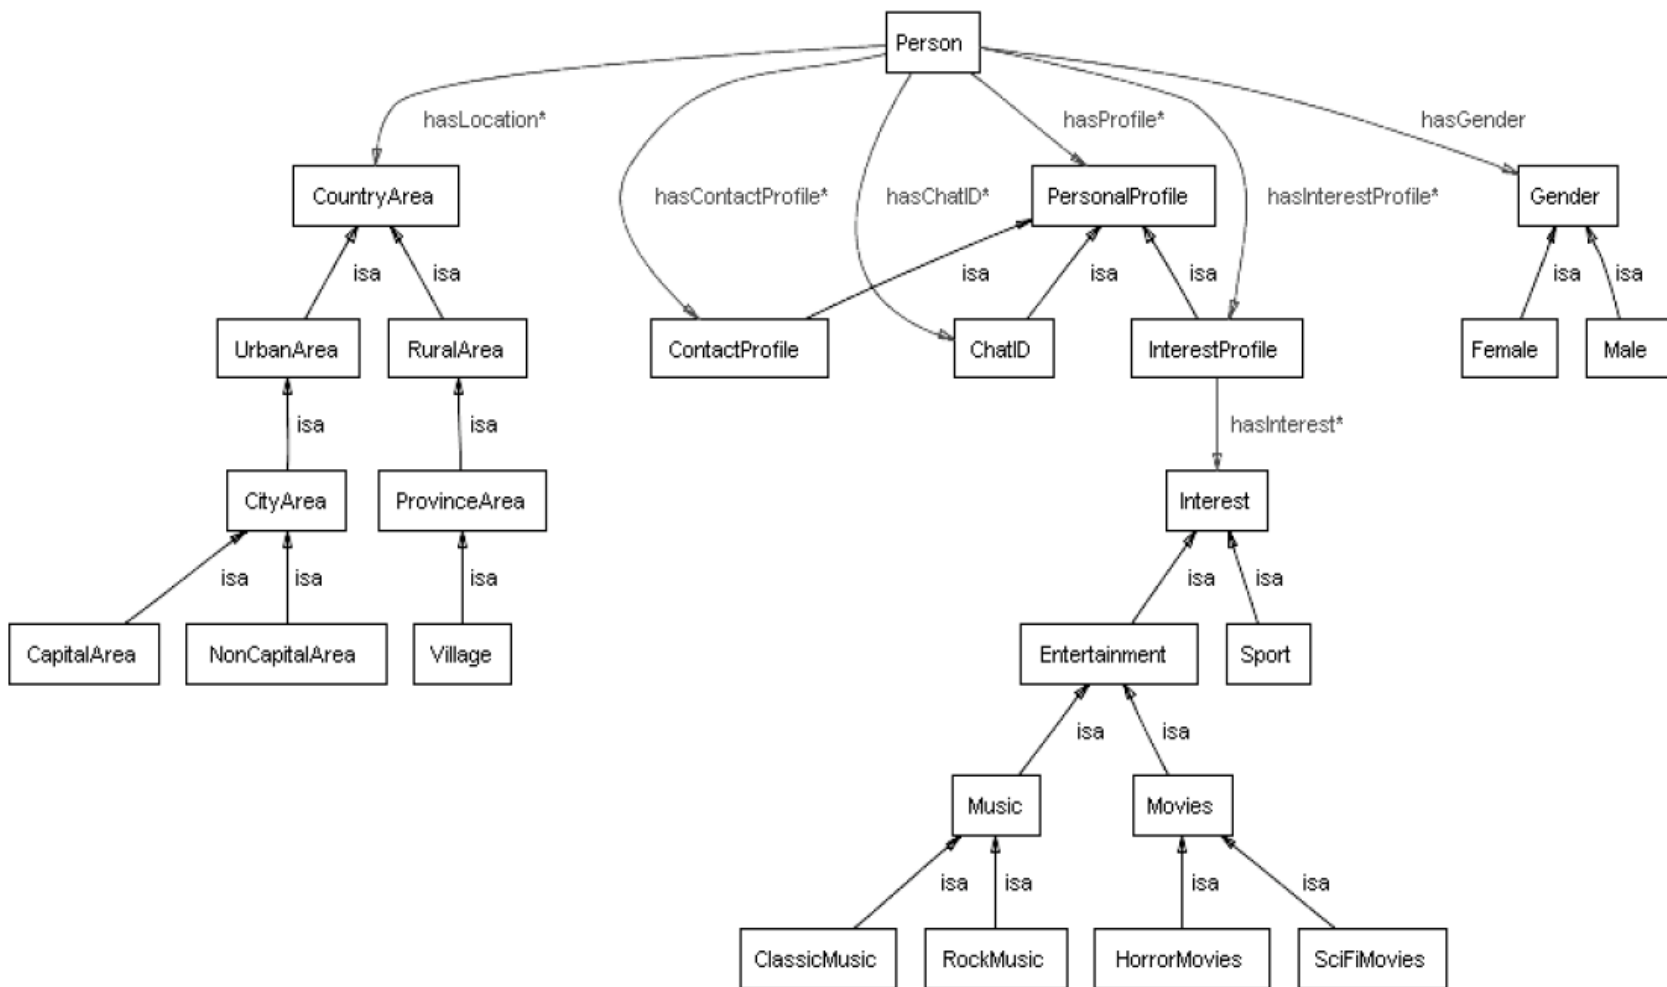 Person
hasLocation*
hasProfile*
hasGender
hasContactProfile*
hasChatID*
hasInterestProfile*
CountryArea
PersonalProfile
Gender
isa
isa
isa
isa
isa
isa
isa
UrbanArea
RuralArea
ContactProfile
ChatID
InterestProfile
Female
Male
isa
isa
hasInterest*
CityArea
ProvinceArea
Interest
isa
isa
isa
isa
isa
CapitalArea
NonCapitalArea
Village
Entertainment
Sport
isa
isa
Music
Movies
isa
isa
isa
isa
ClassicMusic
RockMusic
HorrorMovies
SciFiMovies